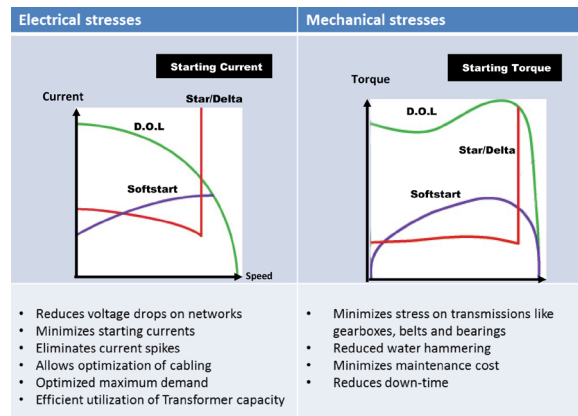 Electrical stresses
Starting Current
Current
Star/Delta
D.O.L
Softstart
Speed
• Reduces voltage drops on networks
• Minimizes starting currents
• Eliminates current spikes
• Allows optimization of cabling
• Optimized maximum demand
• Efficient utilization of Transformer capacity
Mechanical stresses
Starting Torque
Torque
D.O.L
Star/Delta
Softstart
• Minimizes stress on transmissions like
gearboxes, belts and bearings
• Reduced water hammering
• Minimizes maintenance cost
• Reduces down-time